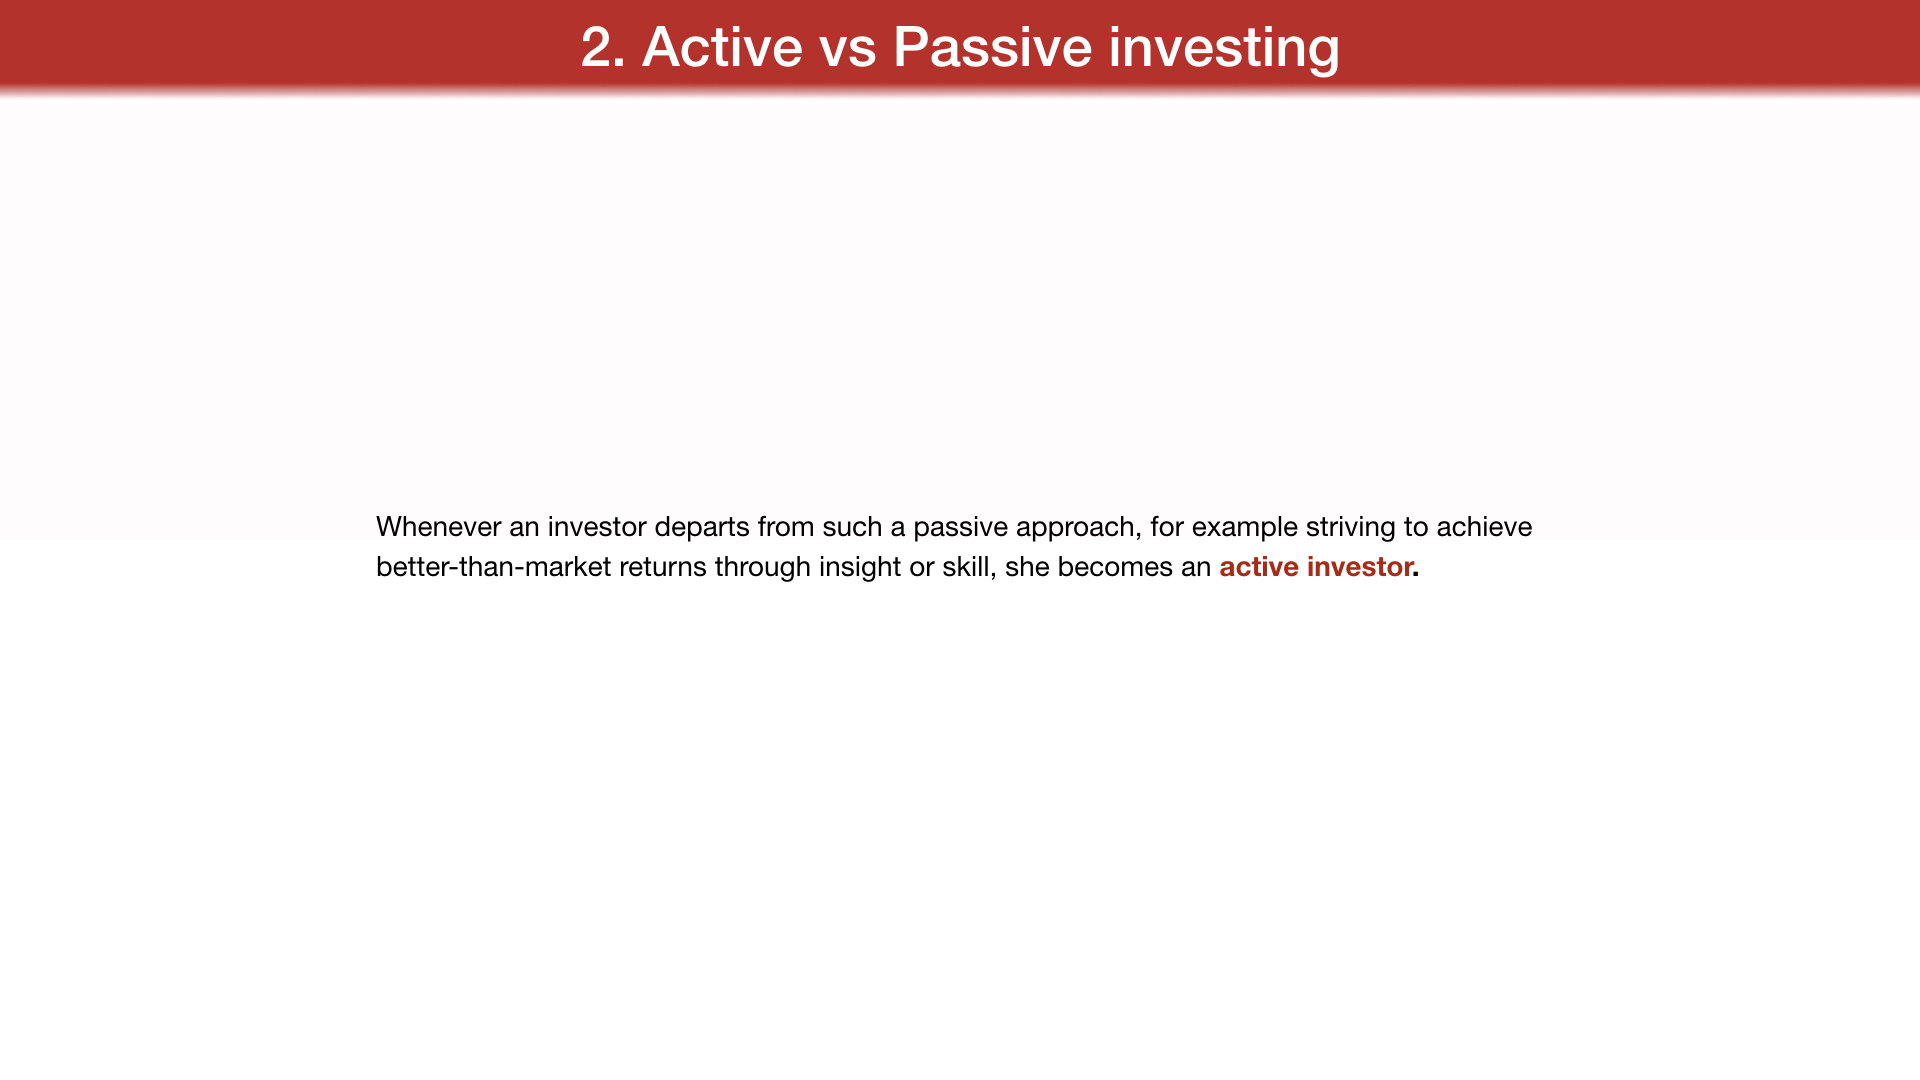 2. Active vs Passive investing
Whenever an investor departs from such a passive approach, for example striving to achieve
better-than-market returns through insight or skill, she becomes an active investor.